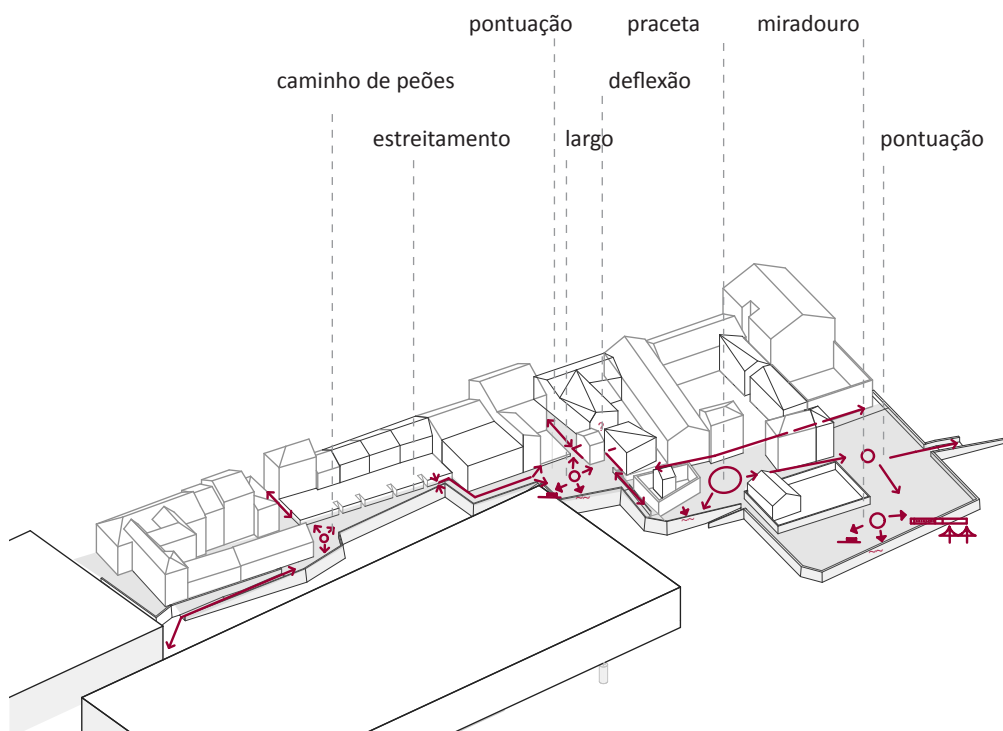 pontuação praceta miradouro
caminho de peões deflexão
estreitamento largo pontuação
?